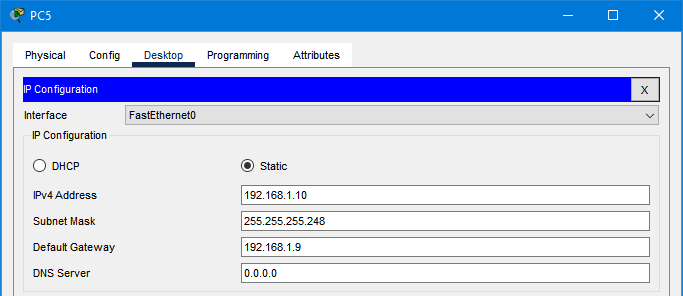 PC5
Physical Config Desktop Programming Attributes
IP Configuration X
Interface FastEthernet0
IP Configuration
DHCP Static
IPv4 Address 192.168.1.10
Subnet Mask 255.255.255.248
Default Gateway 192.168.1.9
DNS Server 0.0.0.0